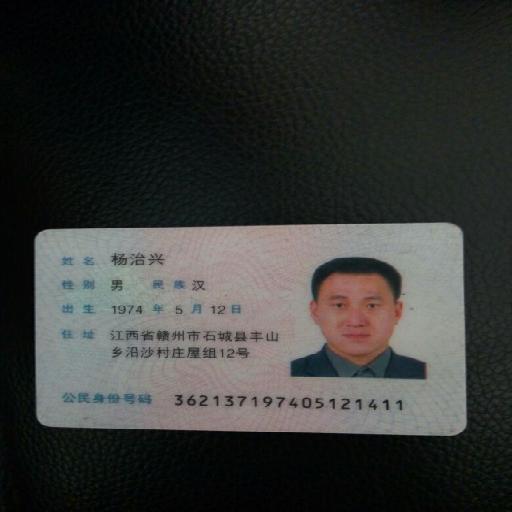 姓名 杨治兴
性别 男 民族 汉
出生 1974 年 5 月 12 日
住址 江西省赣州市石城县丰山
乡沿沙村庄屋组12号
公民身份号码 362137197405121411